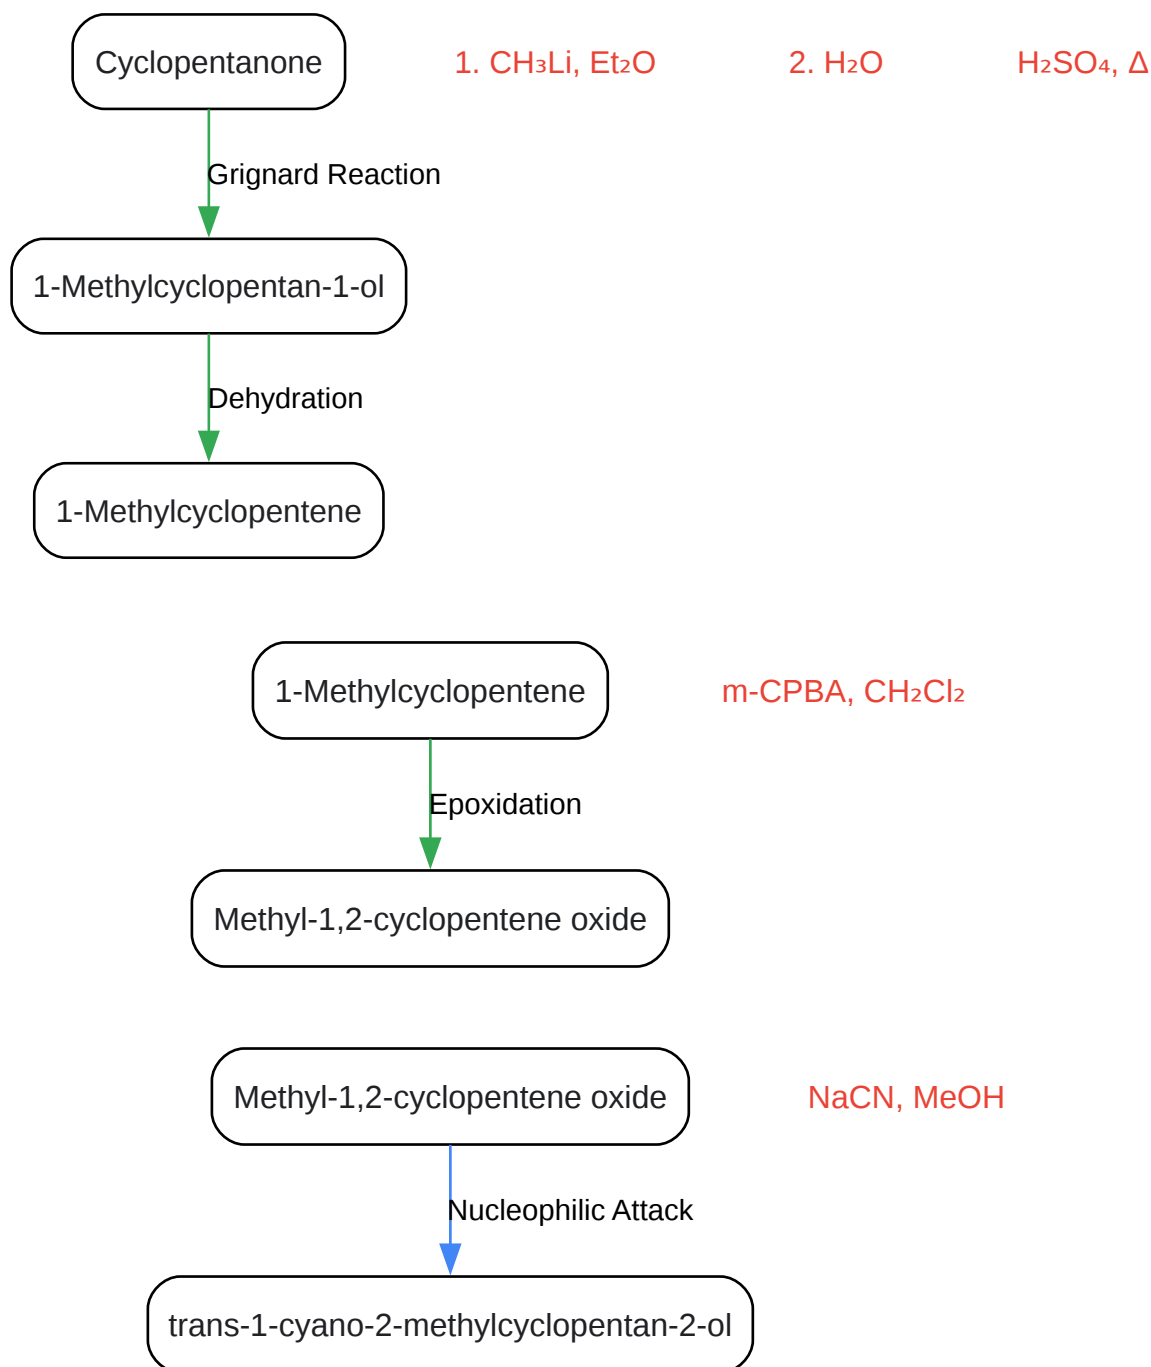 Cyclopentanone
1. CH₃Li, Et₂O
2. H₂O
H₂SO₄, Δ
Grignard Reaction
1-Methylcyclopentan-1-ol
Dehydration
1-Methylcyclopentene
1-Methylcyclopentene
m-CPBA, CH₂Cl₂
Epoxidation
Methyl-1,2-cyclopentene oxide
Methyl-1,2-cyclopentene oxide
NaCN, MeOH
Nucleophilic Attack
trans-1-cyano-2-methylcyclopentan-2-ol